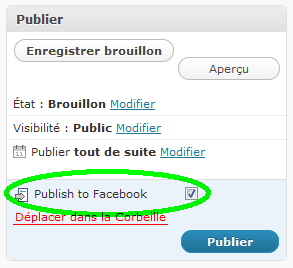 Publier
Enregistrer brouillon
Aperçu
État : Brouillon Modifier
Visibilité : Public Modifier
11 Publier tout de suite Modifier
Publish to Facebook
Déplacer dans la Corbeille
Publier